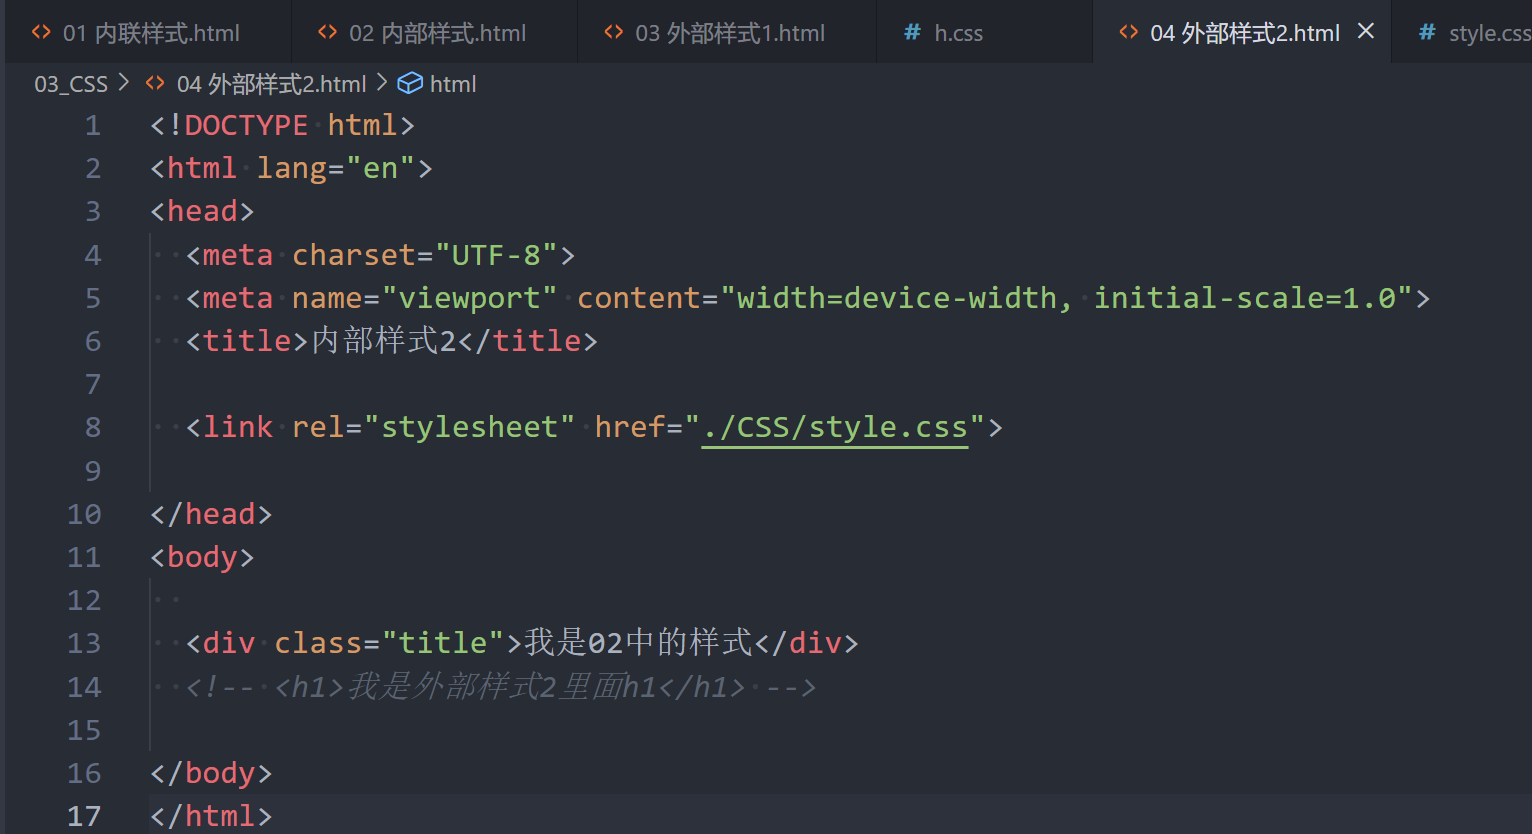 01 内联样式.html 02 内部样式.html 03 外部样式1.html # h.css 04 外部样式2.html × # style.css
03_CSS > 04 外部样式2.html > html
1 <!DOCTYPE html>
2 <html lang="en">
3 <head>
4 <meta charset="UTF-8">
5 <meta name="viewport" content="width=device-width, initial-scale=1.0">
6 <title>内部样式2</title>
7
8 <link rel="stylesheet" href="./CSS/style.css">
9
10 </head>
11 <body>
12
13 <div class="title">我是02中的样式</div>
14 <!-- <h1>我是外部样式2里面h1</h1> -->
15
16 </body>
17 </html>